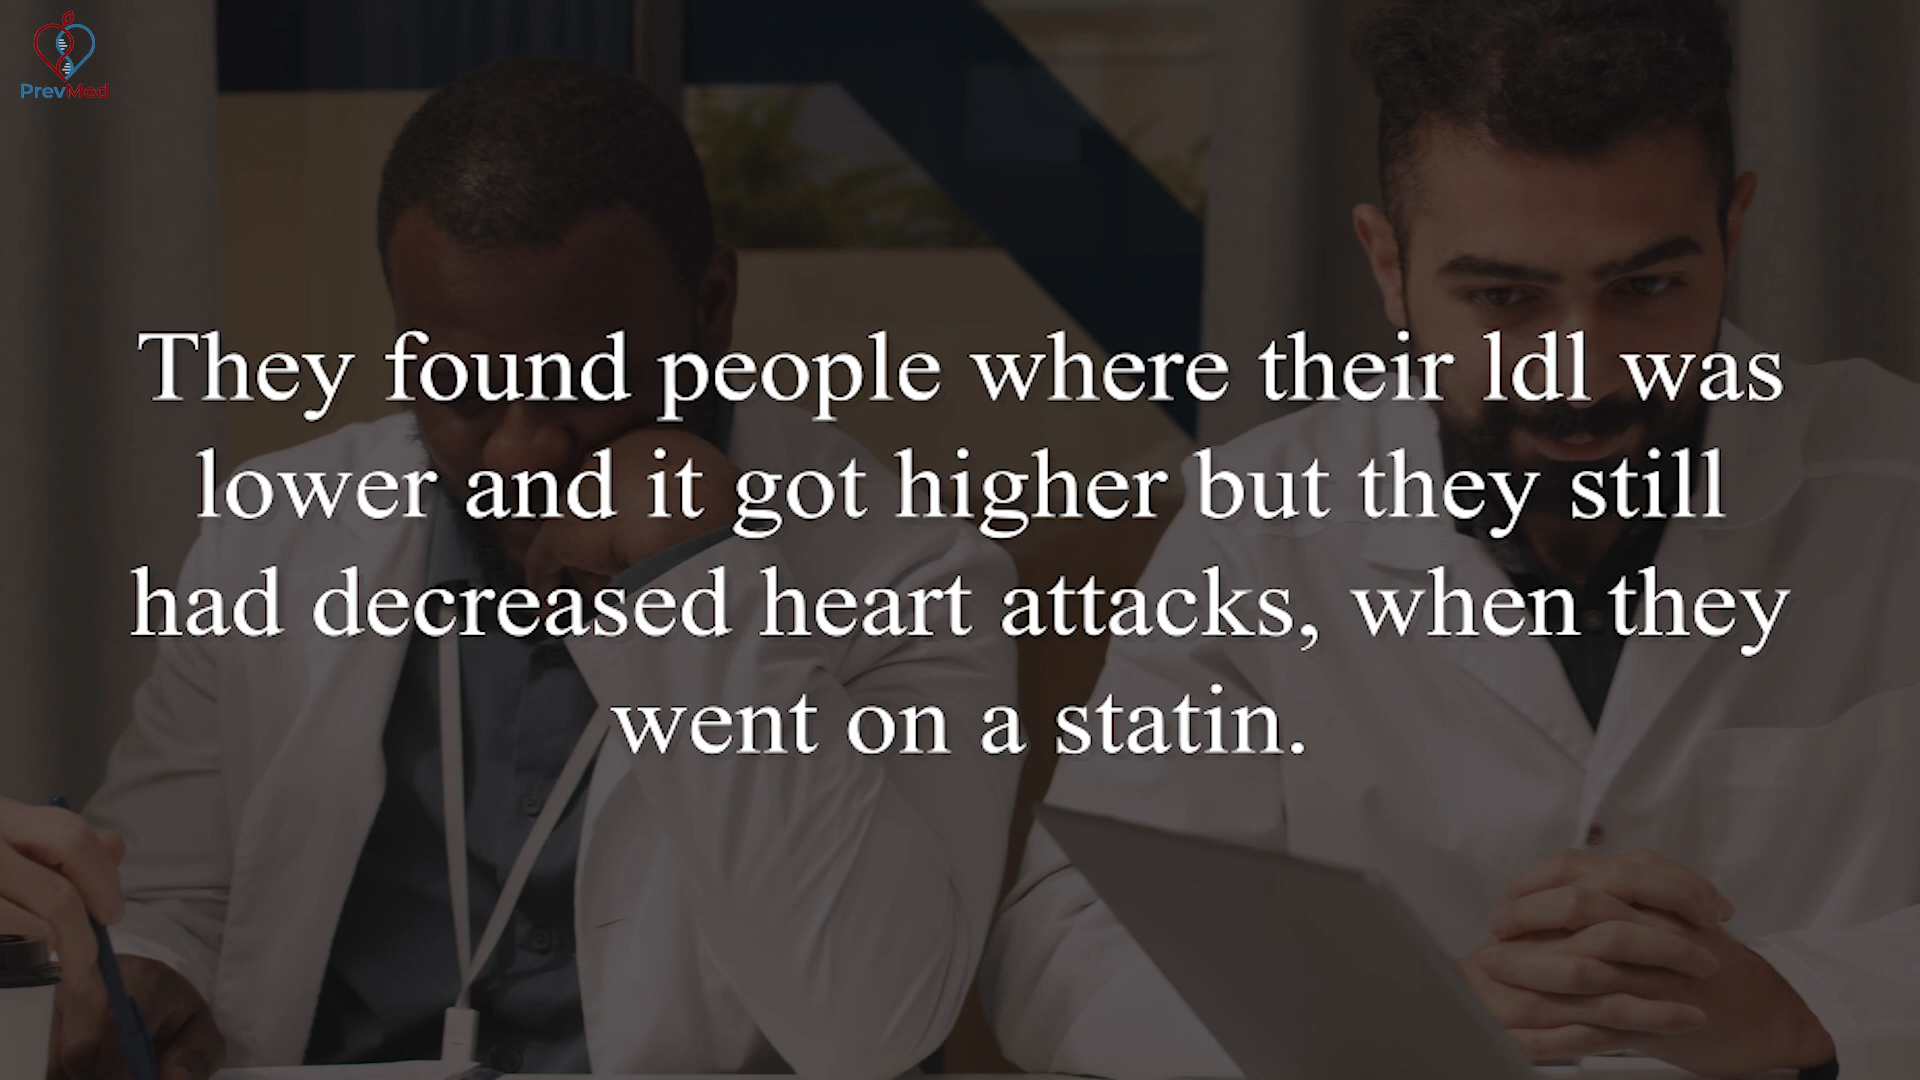 PrevMed
They found people where their ldl was
lower and it got higher but they still
had decreased heart attacks, when they
went on a statin.